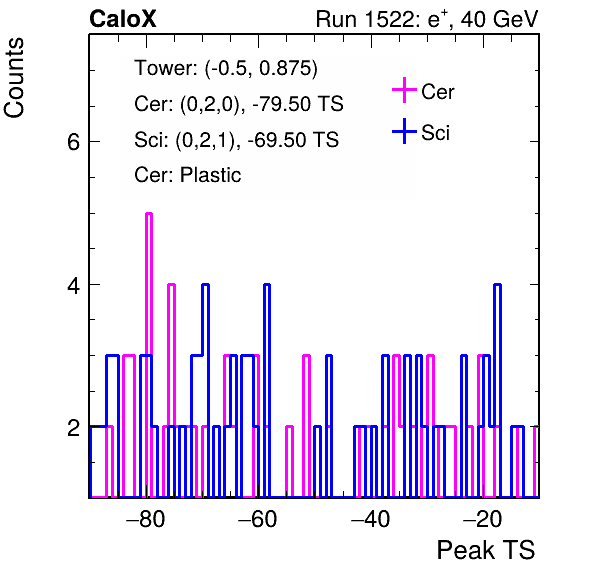 CaloX Run 1522: e⁺, 40 GeV
Counts
Tower: (-0.5, 0.875)
Cer: (0,2,0), -79.50 TS
Sci: (0,2,1), -69.50 TS
Cer: Plastic
Cer
Sci
6
4
2
−80 −60 −40 −20
Peak TS